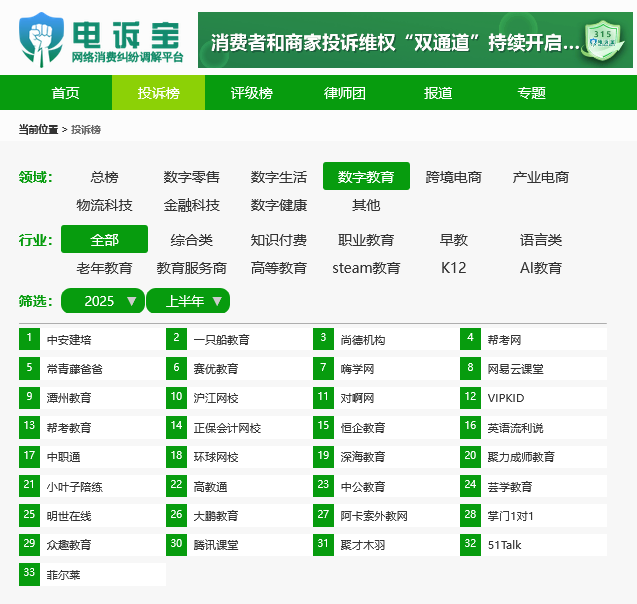 电诉宝
网络消费纠纷调解平台
消费者和商家投诉维权“双通道”持续开启...
315
首页 投诉榜 评级榜 律师团 报道 专题
当前位置 > 投诉榜
领域： 总榜 数字零售 数字生活 数字教育 跨境电商 产业电商
物流科技 金融科技 数字健康 其他
行业： 全部 综合类 知识付费 职业教育 早教 语言类
老年教育 教育服务商 高等教育 steam教育 K12 AI教育
筛选： 2025 ▼ 上半年 ▼
1 中安建培 2 一只船教育 3 尚德机构 4 帮考网
5 常青藤爸爸 6 赛优教育 7 嗨学网 8 网易云课堂
9 潭州教育 10 沪江网校 11 对啊网 12 VIPKID
13 帮考教育 14 正保会计网校 15 恒企教育 16 英语流利说
17 中职通 18 环球网校 19 深海教育 20 聚力成师教育
21 小叶子陪练 22 高教通 23 中公教育 24 芸学教育
25 明世在线 26 大鹏教育 27 阿卡索外教网 28 掌门1对1
29 众趣教育 30 腾讯课堂 31 聚才木羽 32 51Talk
33 菲尔莱